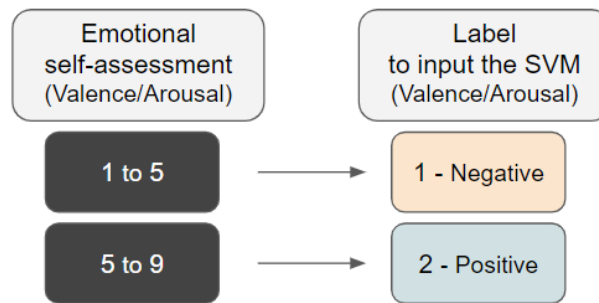 Emotional
self-assessment
(Valence/Arousal)
Label
to input the SVM
(Valence/Arousal)
1 to 5
1 - Negative
5 to 9
2 - Positive